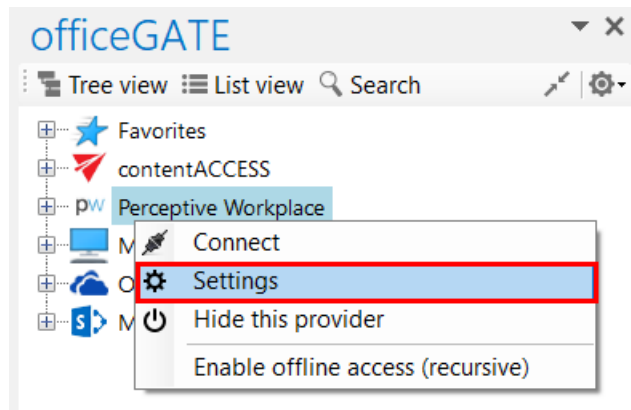 officeGATE
Tree view List view Search
Favorites
contentACCESS
pw Perceptive Workplace
M Connect
O Settings
M Hide this provider
Enable offline access (recursive)